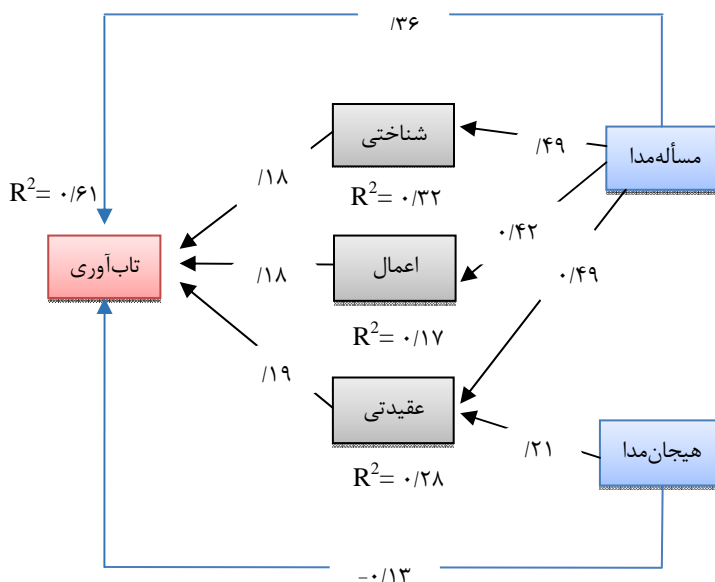 /۳۶
شناختی
/۴۹
مسأله‌مدا
/۱۸
R²= ۰/۶۱
R²= ۰/۳۲
۰/۴۲
تاب‌آوری
/۱۸
اعمال
۰/۴۹
R²= ۰/۱۷
/۱۹
عقیدتی
/۲۱
هیجان‌مدا
R²= ۰/۲۸
-۰/۱۳